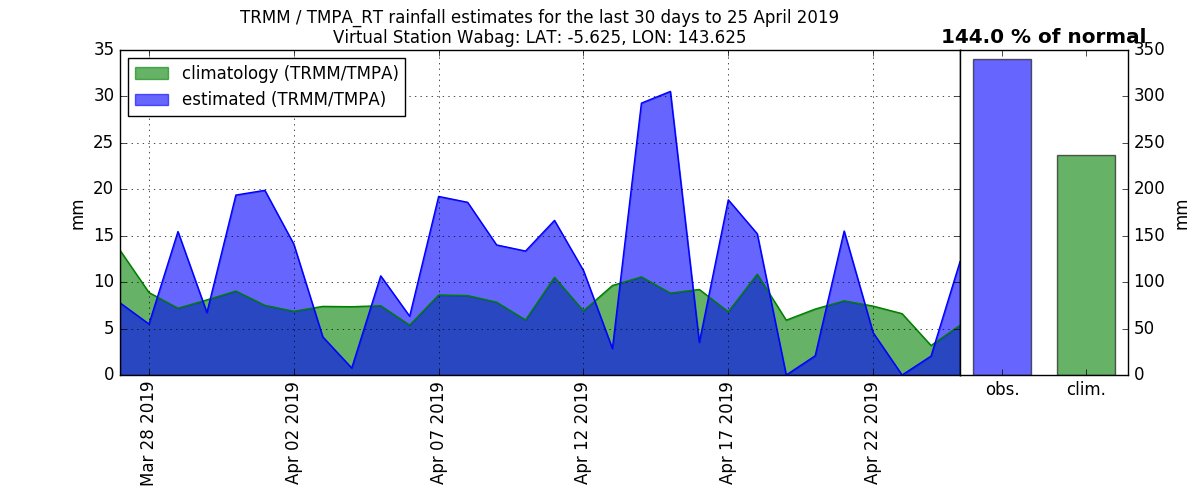 TRMM / TMPA_RT rainfall estimates for the last 30 days to 25 April 2019
Virtual Station Wabag: LAT: -5.625, LON: 143.625
144.0 % of normal
climatology (TRMM/TMPA)
estimated (TRMM/TMPA)
mm
35
30
25
20
15
10
5
0
Mar 28 2019
Apr 02 2019
Apr 07 2019
Apr 12 2019
Apr 17 2019
Apr 22 2019
350
300
250
200
150
100
50
0
mm
obs.
clim.